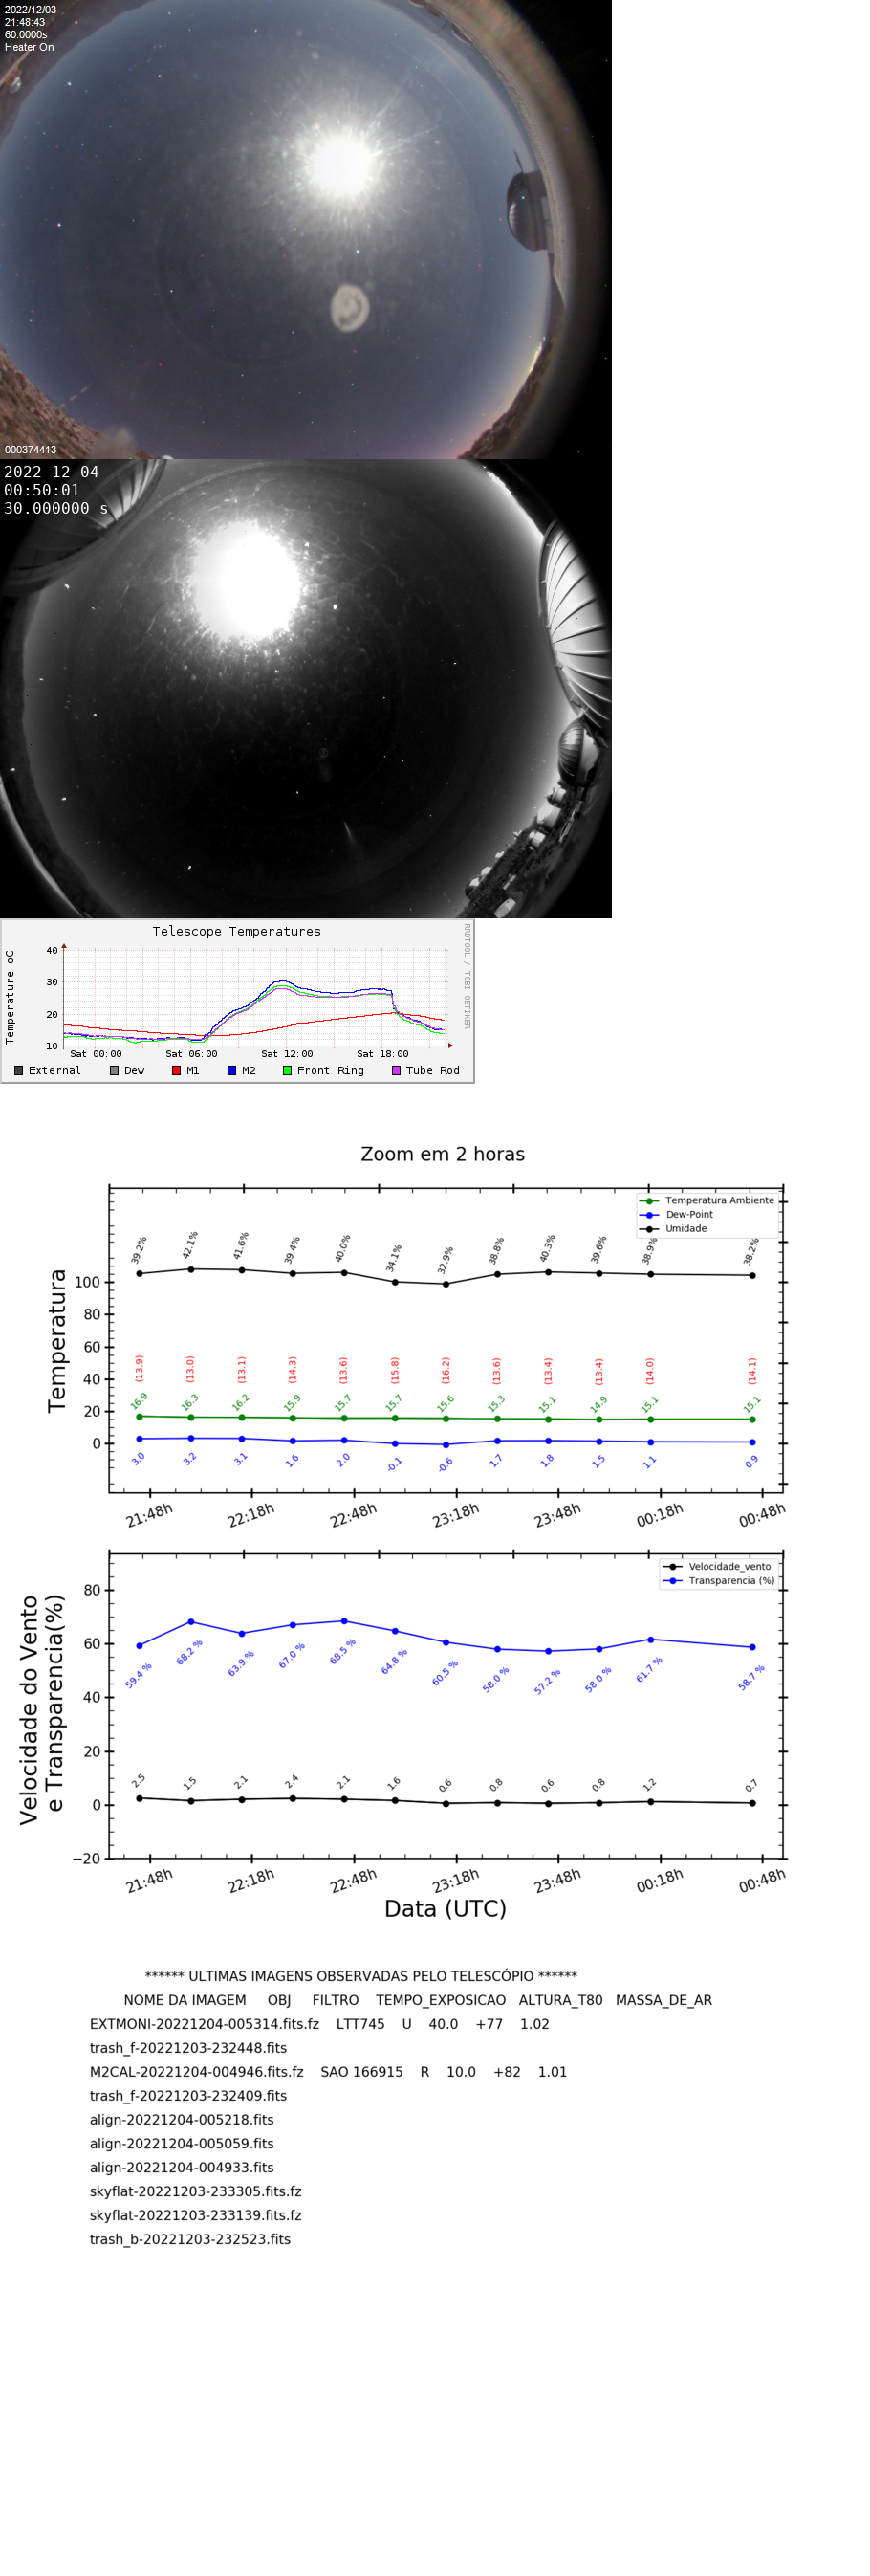 2022/12/03
21:48:43
60.0000s
Heater On
000374413
2022-12-04
00:50:01
30.000000 s
Telescope Temperatures
RRDTOOL / TOBI OETIKER
Temperature oC
40
30
20
10
Sat 00:00 Sat 06:00 Sat 12:00 Sat 18:00
External Dew M1 M2 Front Ring Tube Rod
Zoom em 2 horas
Temperatura Ambiente
Dew-Point
Umidade
Temperatura
100
80
60
40
20
0
39.2% 42.1% 41.6% 39.4% 40.0% 34.1% 32.9% 38.8% 40.3% 39.6% 38.9% 38.2%
(13.9) (13.0) (13.1) (14.3) (13.6) (15.8) (16.2) (13.6) (13.4) (13.4) (14.0) (14.1)
16.9 16.3 16.2 15.9 15.7 15.7 15.6 15.3 15.1 14.9 15.1 15.1
3.0 3.2 3.1 1.6 2.0 -0.1 -0.6 1.7 1.8 1.5 1.1 0.9
21:48h 22:18h 22:48h 23:18h 23:48h 00:18h 00:48h
Velocidade_vento
Transparencia (%)
Velocidade do Vento
e Transparencia(%)
80
60
40
20
0
−20
59.4 % 68.2 % 63.9 % 67.0 % 68.5 % 64.8 % 60.5 % 58.0 % 57.2 % 58.0 % 61.7 % 58.7 %
2.5 1.5 2.1 2.4 2.1 1.6 0.6 0.8 0.6 0.8 1.2 0.7
21:48h 22:18h 22:48h 23:18h 23:48h 00:18h 00:48h
Data (UTC)
****** ULTIMAS IMAGENS OBSERVADAS PELO TELESCÓPIO ******
NOME DA IMAGEM OBJ FILTRO TEMPO_EXPOSICAO ALTURA_T80 MASSA_DE_AR
EXTMONI-20221204-005314.fits.fz LTT745 U 40.0 +77 1.02
trash_f-20221203-232448.fits
M2CAL-20221204-004946.fits.fz SAO 166915 R 10.0 +82 1.01
trash_f-20221203-232409.fits
align-20221204-005218.fits
align-20221204-005059.fits
align-20221204-004933.fits
skyflat-20221203-233305.fits.fz
skyflat-20221203-233139.fits.fz
trash_b-20221203-232523.fits